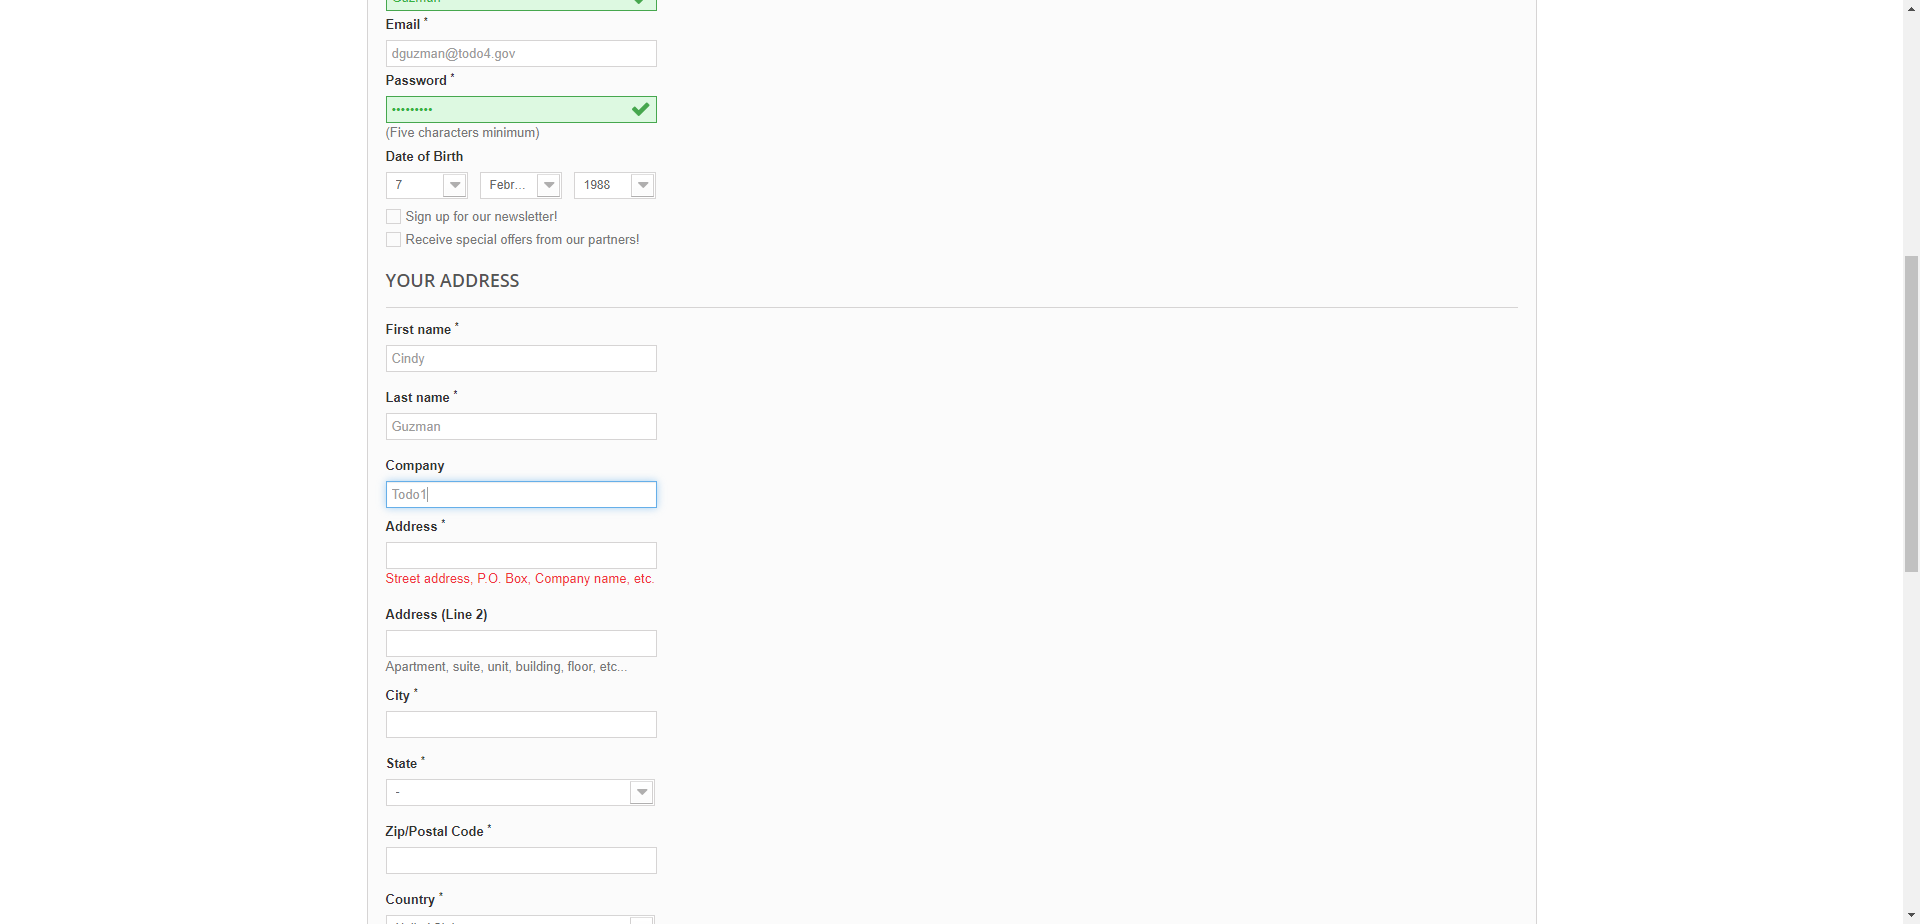 Email *
dguzman@todo4.gov
Password *
•••••••••
(Five characters minimum)
Date of Birth
7 Febr... 1988
Sign up for our newsletter!
Receive special offers from our partners!
YOUR ADDRESS
First name *
Cindy
Last name *
Guzman
Company
Todo1
Address *
Street address, P.O. Box, Company name, etc.
Address (Line 2)
Apartment, suite, unit, building, floor, etc...
City *
State *
-
Zip/Postal Code *
Country *